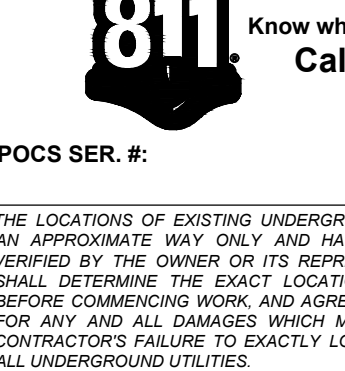 811
Know wh
Cal
POCS SER. #:
THE LOCATIONS OF EXISTING UNDERGR
AN APPROXIMATE WAY ONLY AND HA
VERIFIED BY THE OWNER OR ITS REPR
SHALL DETERMINE THE EXACT LOCATI
BEFORE COMMENCING WORK, AND AGRE
FOR ANY AND ALL DAMAGES WHICH M
CONTRACTOR'S FAILURE TO EXACTLY LO
ALL UNDERGROUND UTILITIES.